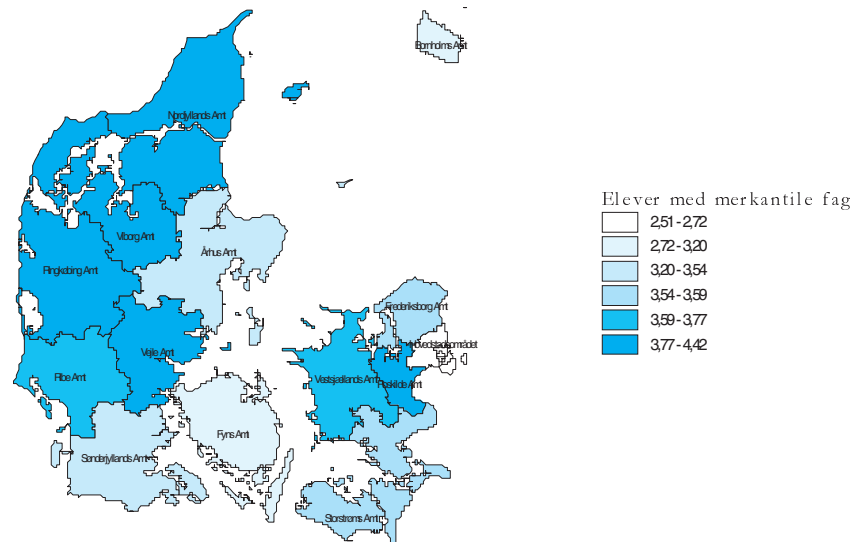 Bornholms Amt
Nordjyllands Amt
Viborg Amt
Århus Amt
Ringkøbing Amt
Frederiksborg Amt
Hovedstadsområdet
Vejle Amt
Ribe Amt
Vestsjællands Amt
Roskilde Amt
Fyns Amt
Sønderjyllands Amt
Storstrøms Amt
Elever med merkantile fag
2,51 - 2,72
2,72 - 3,20
3,20 - 3,54
3,54 - 3,59
3,59 - 3,77
3,77 - 4,42